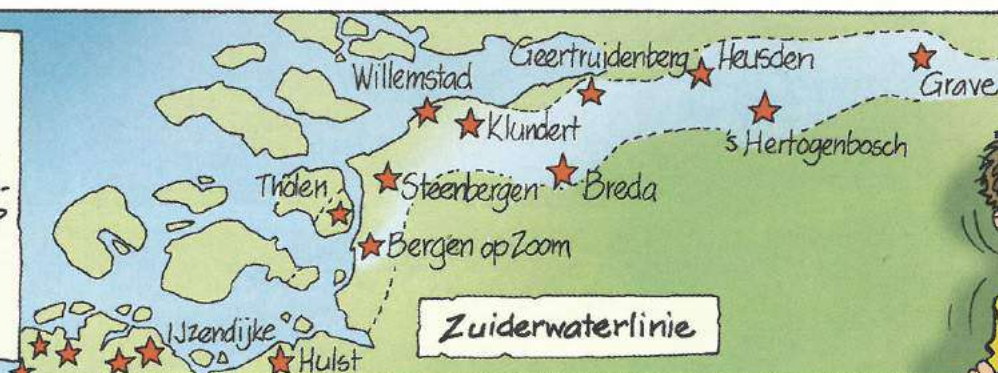 Geertruidenberg
Heusden
Willemstad
Grave
Klundert
's Hertogenbosch
Tholen
Steenbergen
Breda
Bergen op Zoom
Zuiderwaterlinie
IJzendijke
Hulst